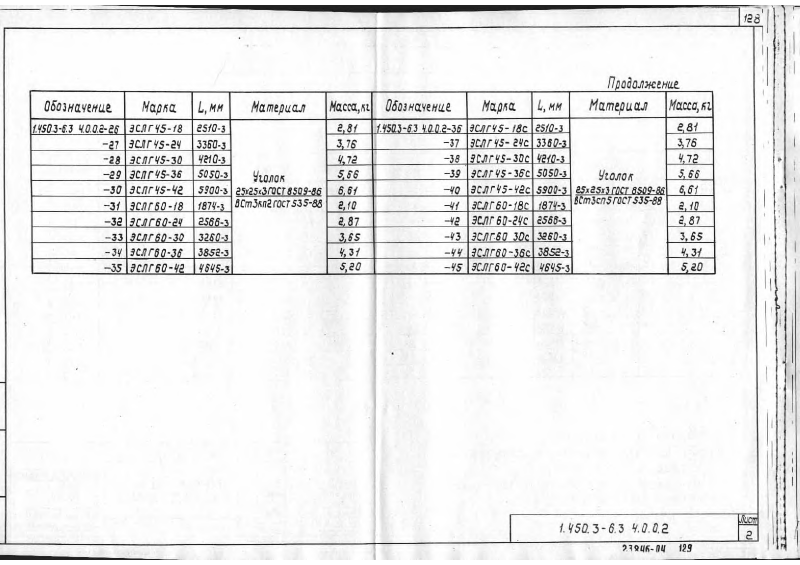 128
Продолжение
Обозначение Марка L, мм Материал Масса, кг Обозначение Марка L, мм Материал Масса, кг
1.450.3-6.3 4.0.0.2-26 ЭСЛГ45-18 2510-3 2,81 1.450.3-6.3 4.0.0.2-36 ЭСЛГ45-18с 2510-3 2,81
-27 ЭСЛГ45-24 3360-3 3,76 -37 ЭСЛГ45-24с 3360-3 3,76
-28 ЭСЛГ45-30 4210-3 4,72 -38 ЭСЛГ45-30с 4210-3 4,72
-29 ЭСЛГ45-36 5050-3 Уголок 5,66 -39 ЭСЛГ45-36с 5050-3 Уголок 5,66
-30 ЭСЛГ45-42 5900-3 25х25х3 ГОСТ 8509-86 6,61 -40 ЭСЛГ45-42с 5900-3 25х25х3 ГОСТ 8509-86 6,61
-31 ЭСЛГ60-18 1874-3 ВСт3кп2 ГОСТ 535-88 2,10 -41 ЭСЛГ60-18с 1874-3 ВСт3сп5 ГОСТ 535-88 2,10
-32 ЭСЛГ60-24 2566-3 2,87 -42 ЭСЛГ60-24с 2566-3 2,87
-33 ЭСЛГ60-30 3260-3 3,65 -43 ЭСЛГ60 30с 3260-3 3,65
-34 ЭСЛГ60-36 3852-3 4,31 -44 ЭСЛГ60-36с 3852-3 4,31
-35 ЭСЛГ60-42 4645-3 5,20 -45 ЭСЛГ60-42с 4645-3 5,20
1.450.3-6.3 4.0.0.2
Лист
2
23846-04 129